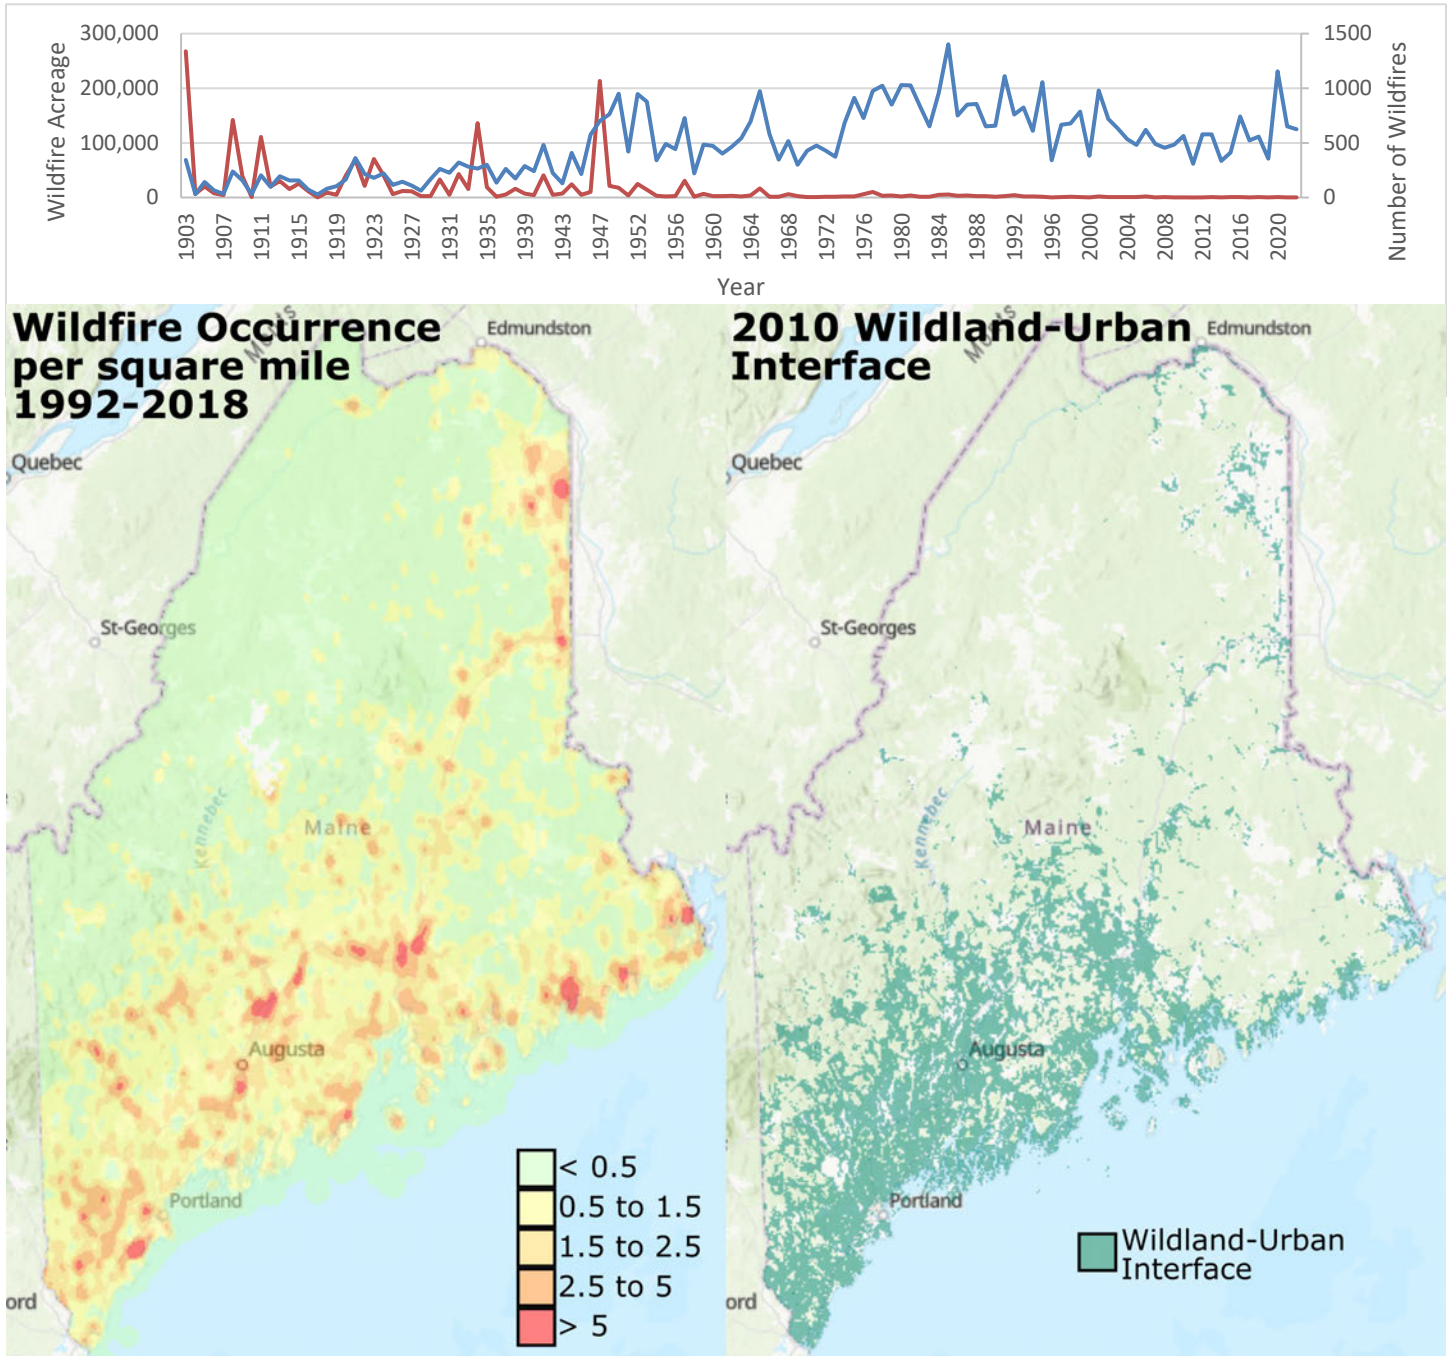 300,000
200,000
100,000
0
Wildfire Acreage
1500
1000
500
0
Number of Wildfires
1903
1907
1911
1915
1919
1923
1927
1931
1935
1939
1943
1947
1952
1956
1960
1964
1968
1972
1976
1980
1984
1988
1992
1996
2000
2004
2008
2012
2016
2020
Year
Wildfire Occurrence
per square mile
1992-2018
Monts
Edmundston
Quebec
St-Georges
Kennebec
Maine
Augusta
Portland
ord
< 0.5
0.5 to 1.5
1.5 to 2.5
2.5 to 5
> 5
2010 Wildland-Urban
Interface
Monts
Edmundston
Quebec
St-Georges
Kennebec
Maine
Augusta
Portland
ord
Wildland-Urban
Interface